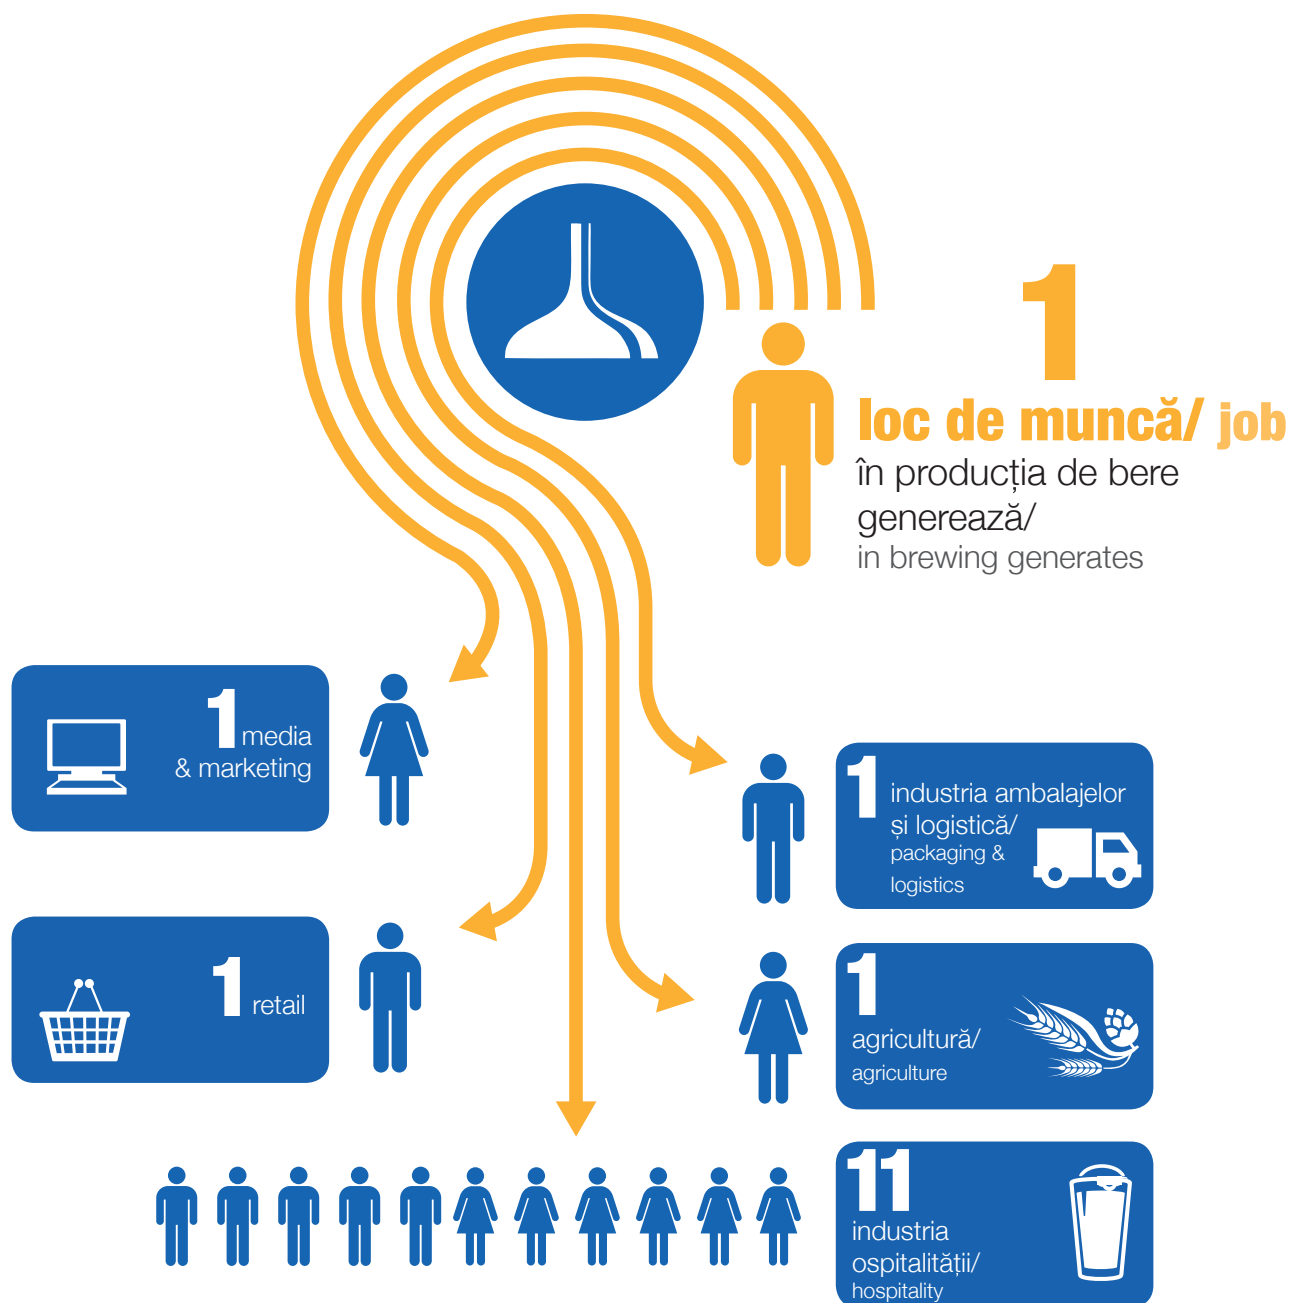 1
loc de muncă/ job
în producția de bere
generează/
in brewing generates
1 media
& marketing
1 industria ambalajelor
și logistică/
packaging &
logistics
1 retail
1
agricultură/
agriculture
11
industria
ospitalității/
hospitality